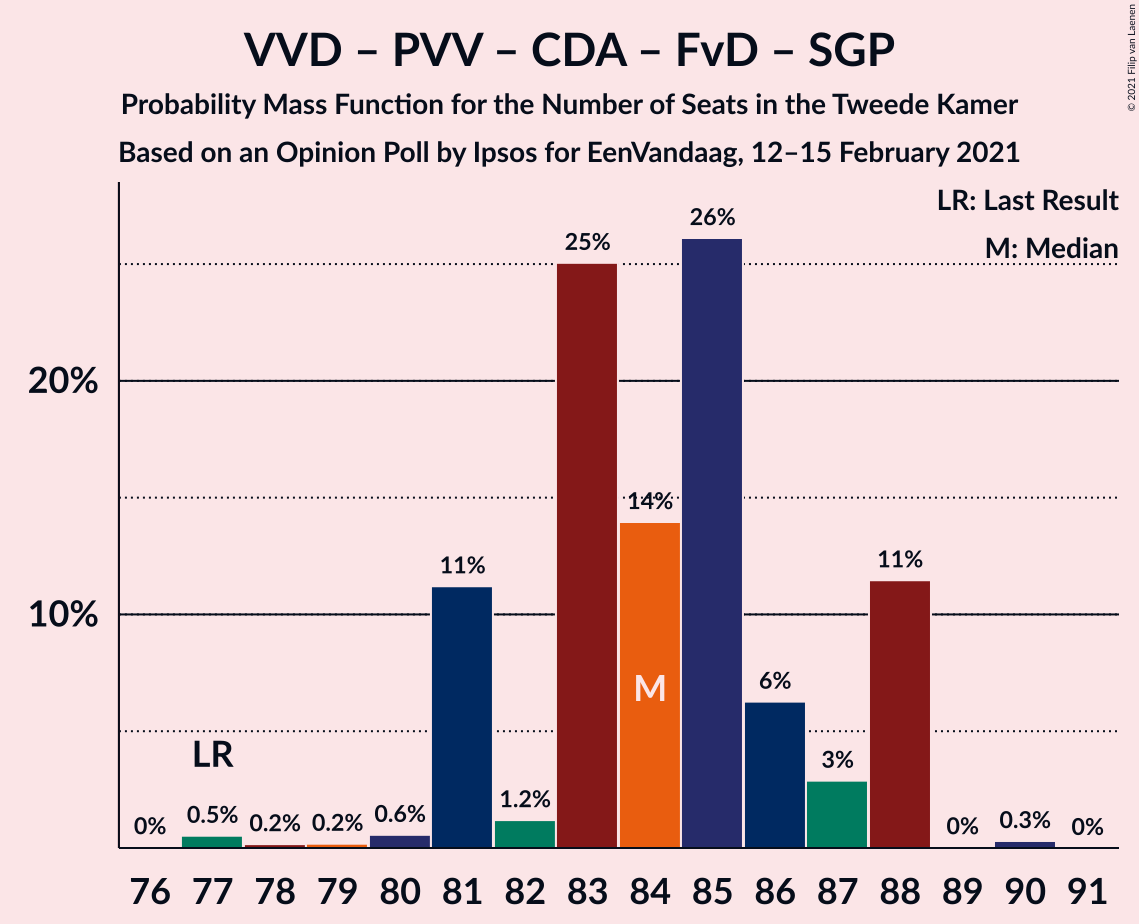 VVD – PVV – CDA – FvD – SGP
Probability Mass Function for the Number of Seats in the Tweede Kamer
Based on an Opinion Poll by Ipsos for EenVandaag, 12–15 February 2021
© 2021 Filip van Laenen
LR: Last Result
M: Median
20%
10%
0%
0.5%
0.2%
0.2%
0.6%
11%
1.2%
25%
14%
26%
6%
3%
11%
0%
0.3%
0%
LR
M
76 77 78 79 80 81 82 83 84 85 86 87 88 89 90 91